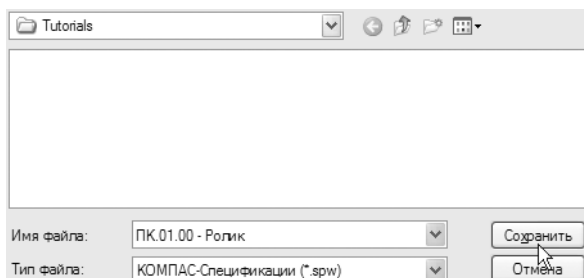 Tutorials
Имя файла: ПК.01.00 - Ролик Сохранить
Тип файла: КОМПАС-Спецификации (*.spw) Отмена